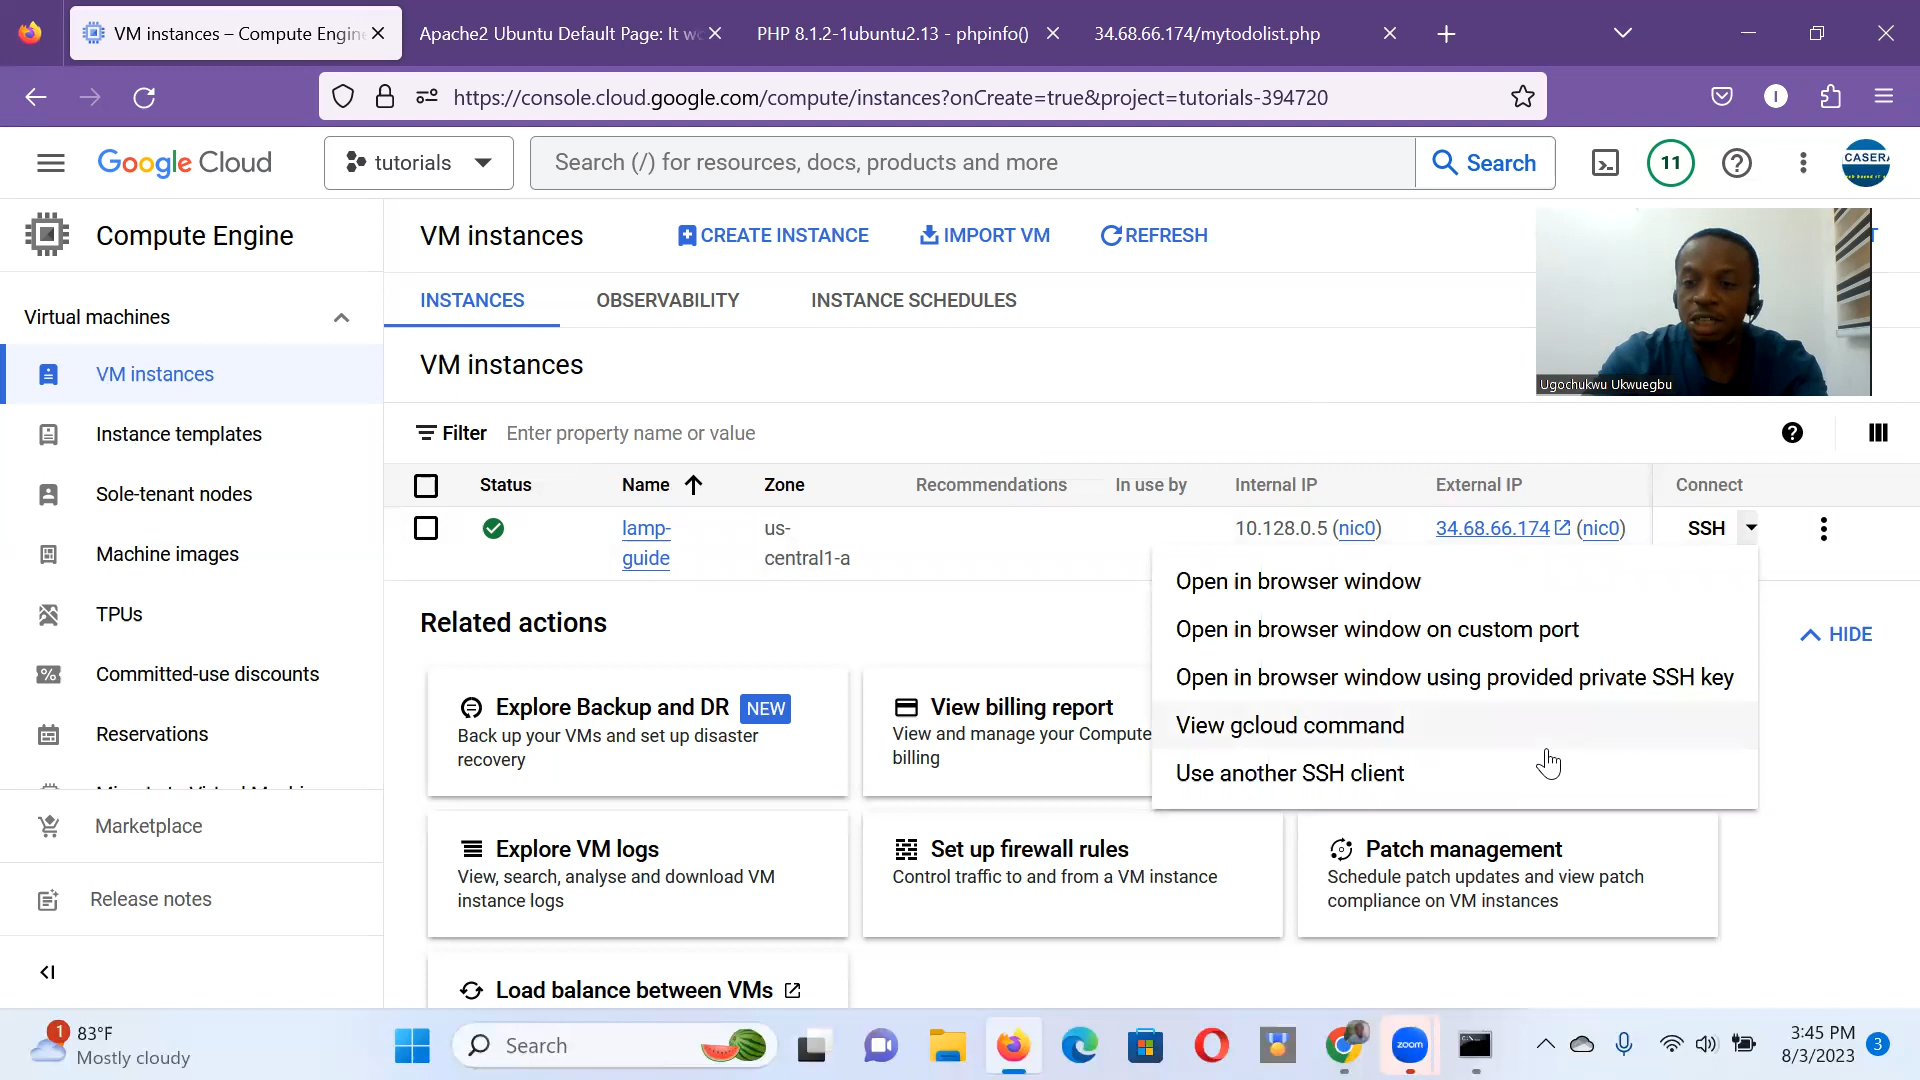 VM instances – Compute Engin
Apache2 Ubuntu Default Page: It wo
PHP 8.1.2-1ubuntu2.13 - phpinfo()
34.68.66.174/mytodolist.php
https://console.cloud.google.com/compute/instances?onCreate=true&project=tutorials-394720
Google Cloud
tutorials
Search (/) for resources, docs, products and more
Search
11
CASERA
Compute Engine
VM instances
CREATE INSTANCE
IMPORT VM
REFRESH
INSTANCES
OBSERVABILITY
INSTANCE SCHEDULES
Virtual machines
VM instances
Instance templates
Sole-tenant nodes
Machine images
TPUs
Committed-use discounts
Reservations
Marketplace
Release notes
VM instances
Ugochukwu Ukwuegbu
Filter
Enter property name or value
Status
Name
Zone
Recommendations
In use by
Internal IP
External IP
Connect
lamp-
guide
us-
central1-a
10.128.0.5 (nic0)
34.68.66.174 (nic0)
SSH
Open in browser window
Open in browser window on custom port
Open in browser window using provided private SSH key
View gcloud command
Use another SSH client
Related actions
HIDE
Explore Backup and DR NEW
Back up your VMs and set up disaster
recovery
View billing report
View and manage your Compute
billing
Explore VM logs
View, search, analyse and download VM
instance logs
Set up firewall rules
Control traffic to and from a VM instance
Patch management
Schedule patch updates and view patch
compliance on VM instances
Load balance between VMs
1
83°F
Mostly cloudy
Search
zoom
3:45 PM
8/3/2023
3